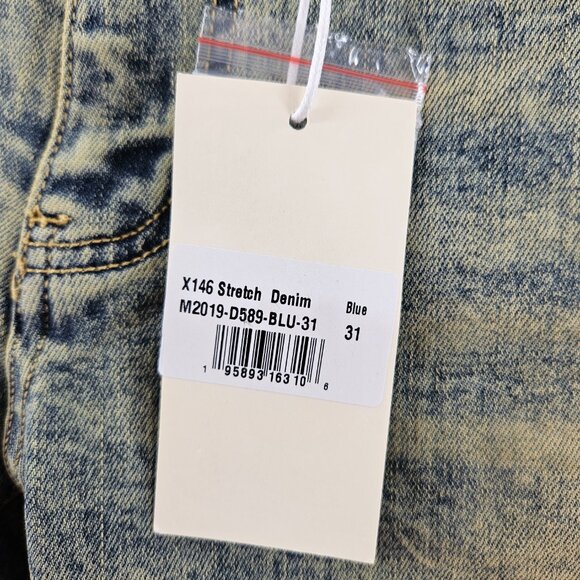 X146 Stretch Denim Blue
M2019-D589-BLU-31 31
1 95893 16310 6